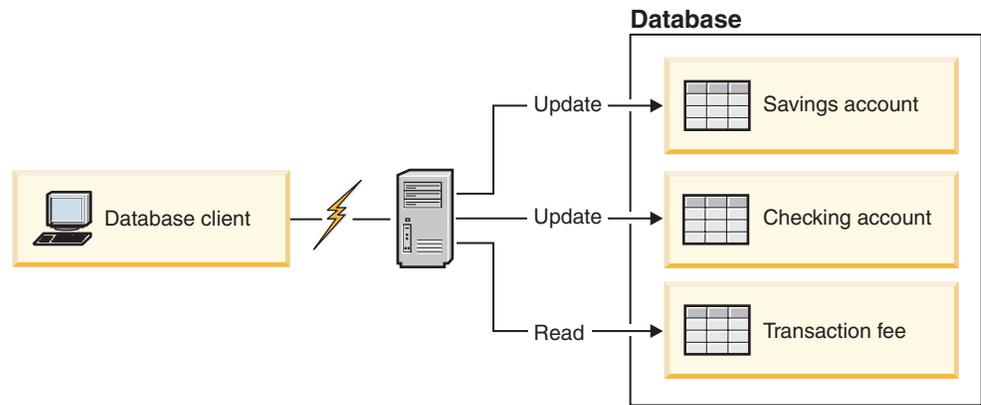 Database
Update
Savings account
Database client
Update
Checking account
Read
Transaction fee